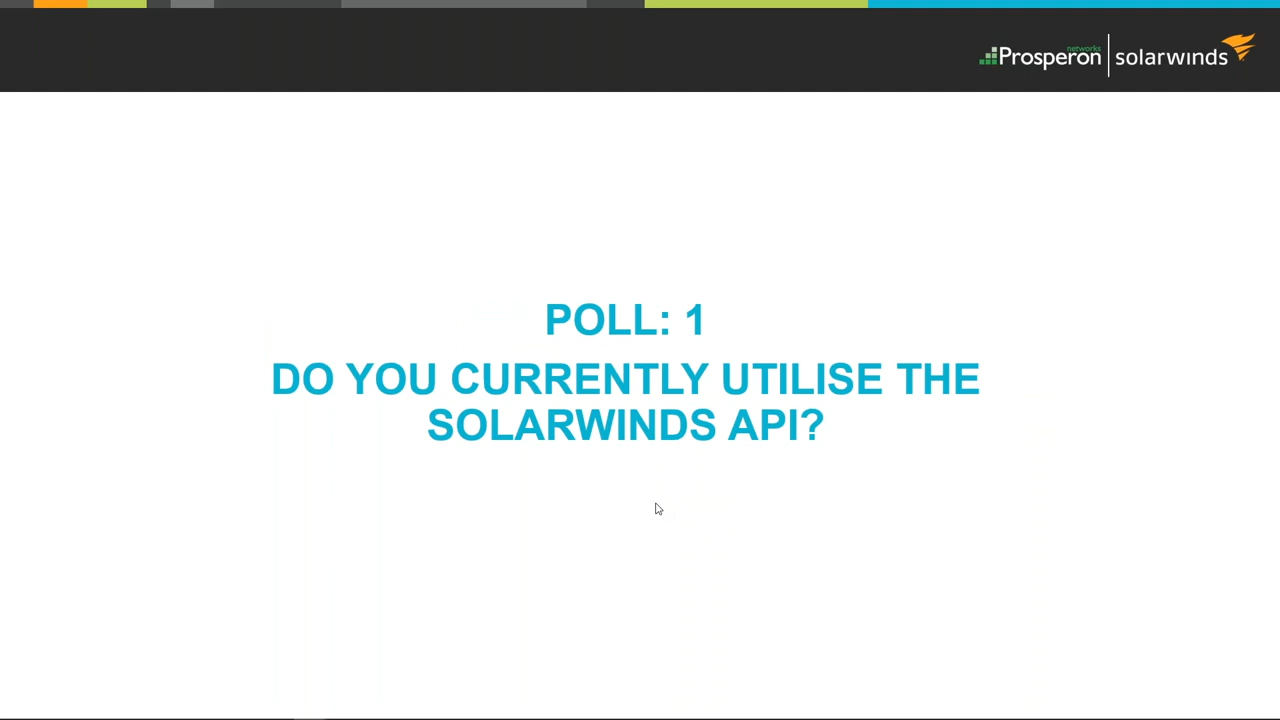 networks
Prosperon
solarwinds
POLL: 1
DO YOU CURRENTLY UTILISE THE
SOLARWINDS API?